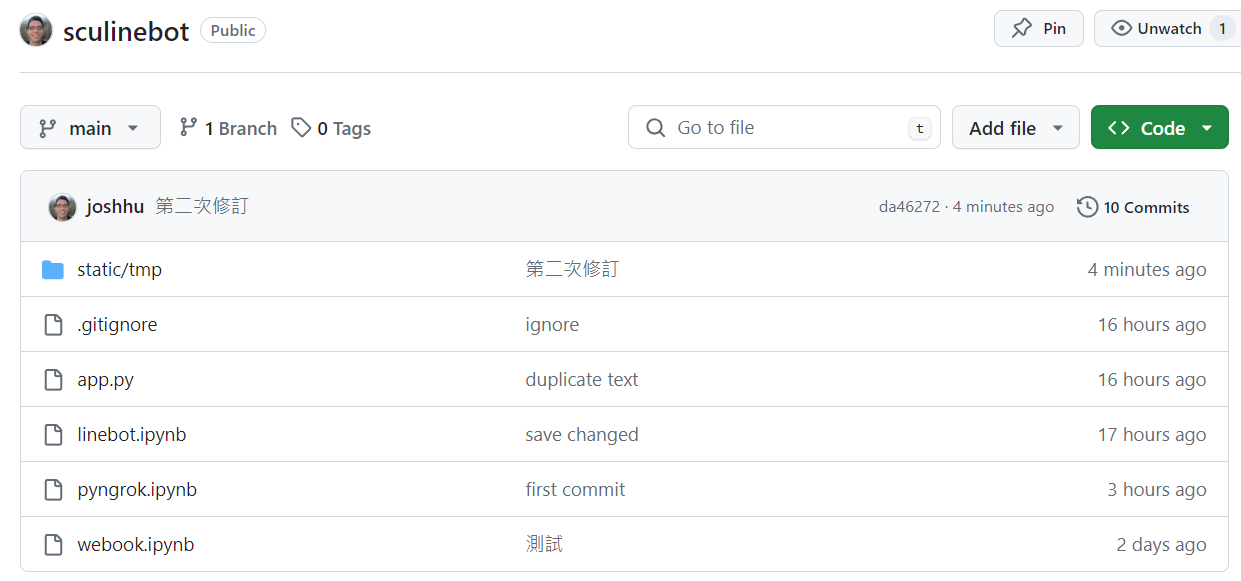 sculinebot Public Pin Unwatch 1
main 1 Branch 0 Tags Go to file t Add file Code
joshhu 第二次修訂 da46272 · 4 minutes ago 10 Commits
static/tmp 第二次修訂 4 minutes ago
.gitignore ignore 16 hours ago
app.py duplicate text 16 hours ago
linebot.ipynb save changed 17 hours ago
pyngrok.ipynb first commit 3 hours ago
webook.ipynb 測試 2 days ago